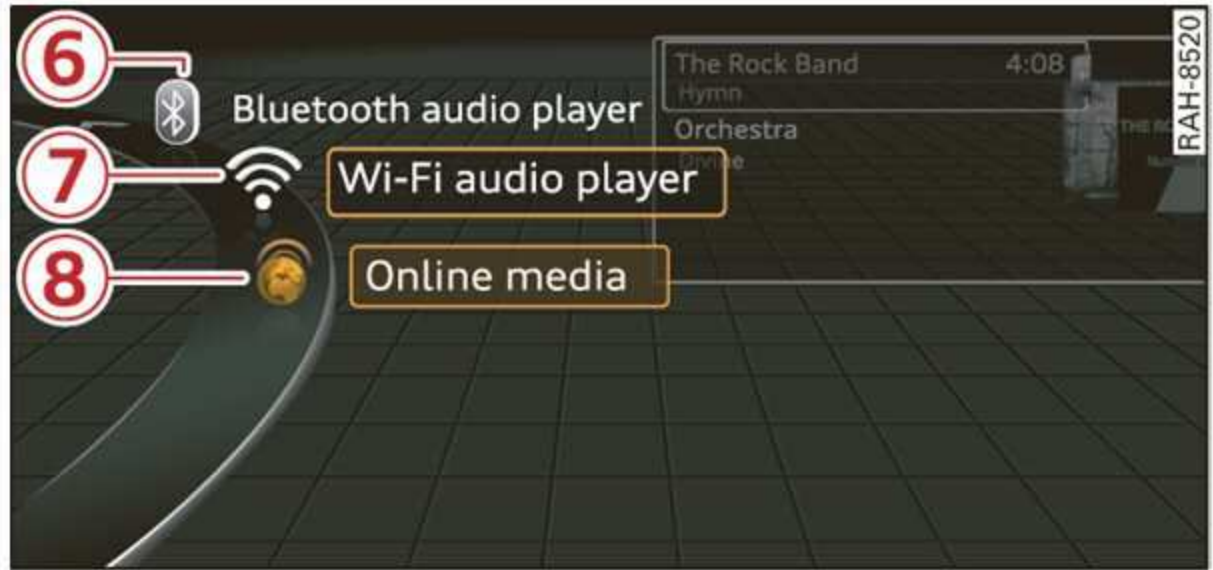 6
Bluetooth audio player
7
Wi-Fi audio player
8
Online media
The Rock Band 4:08
Hymn
Orchestra
Divine
RAH-8520